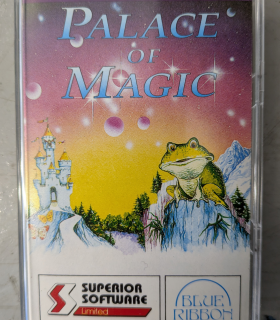 PALACE
OF
MAGIC
SUPERIOR
SOFTWARE
Limited
BLUE
RIBBON